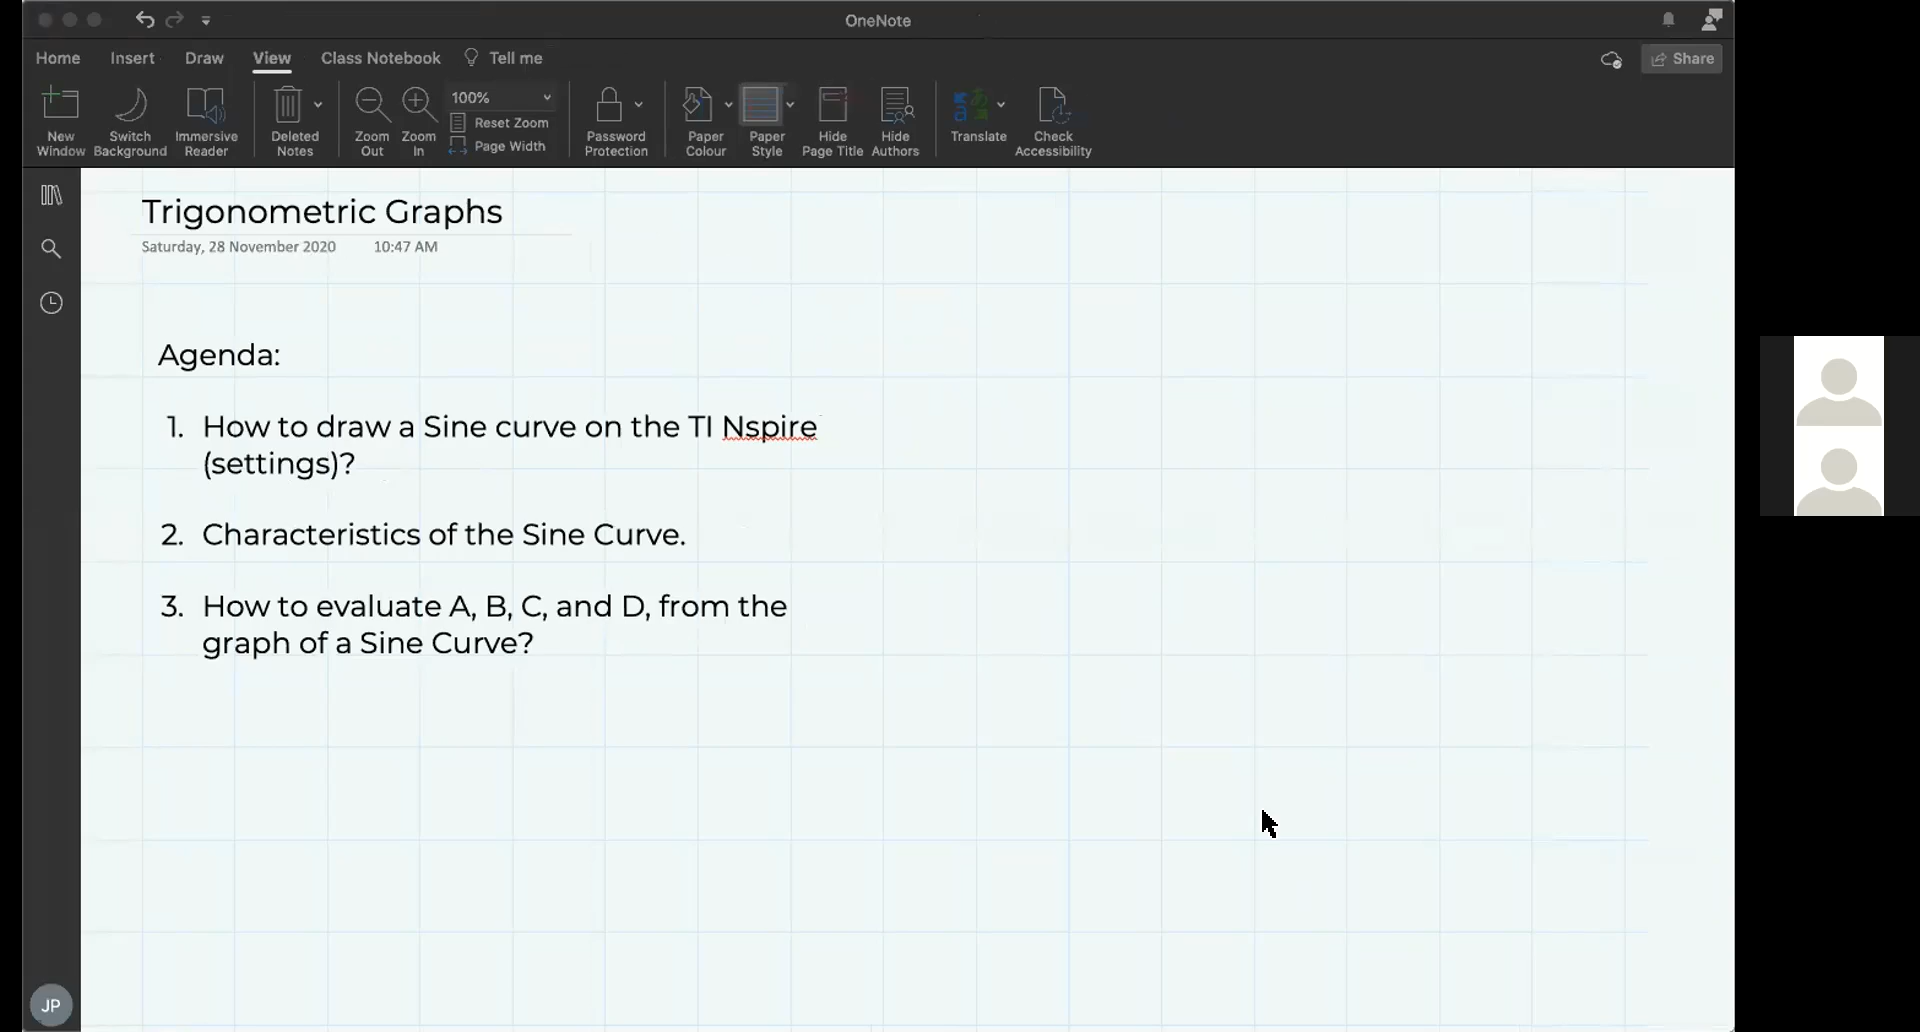 OneNote
Home Insert Draw View Class Notebook Tell me
Share
New Window
Switch Background
Immersive Reader
Deleted Notes
Zoom Out
Zoom In
100%
Reset Zoom
Page Width
Password Protection
Paper Colour
Paper Style
Hide Page Title
Hide Authors
Translate
Check Accessibility
Trigonometric Graphs
Saturday, 28 November 2020 10:47 AM
Agenda:
1. How to draw a Sine curve on the TI Nspire
(settings)?
2. Characteristics of the Sine Curve.
3. How to evaluate A, B, C, and D, from the
graph of a Sine Curve?
JP